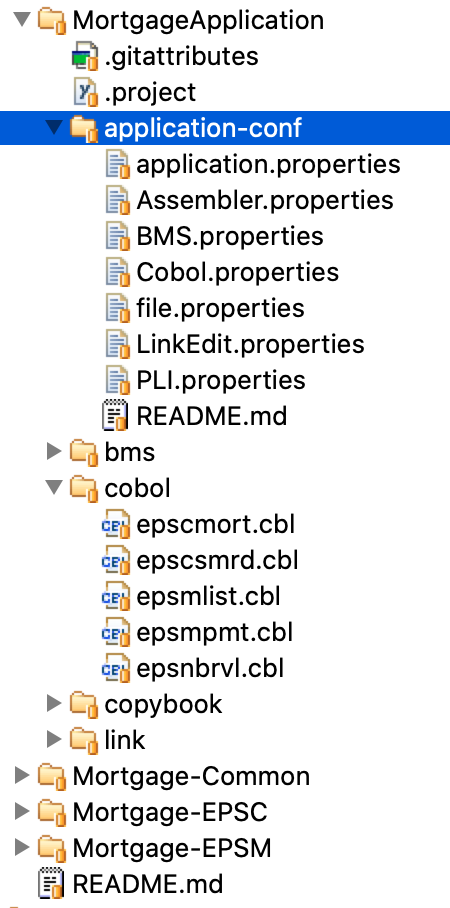 MortgageApplication
.gitattributes
.project
application-conf
application.properties
Assembler.properties
BMS.properties
Cobol.properties
file.properties
LinkEdit.properties
PLI.properties
README.md
bms
cobol
epscmort.cbl
epscsmrd.cbl
epsmlist.cbl
epsmpmt.cbl
epsnbrvl.cbl
copybook
link
Mortgage-Common
Mortgage-EPSC
Mortgage-EPSM
README.md